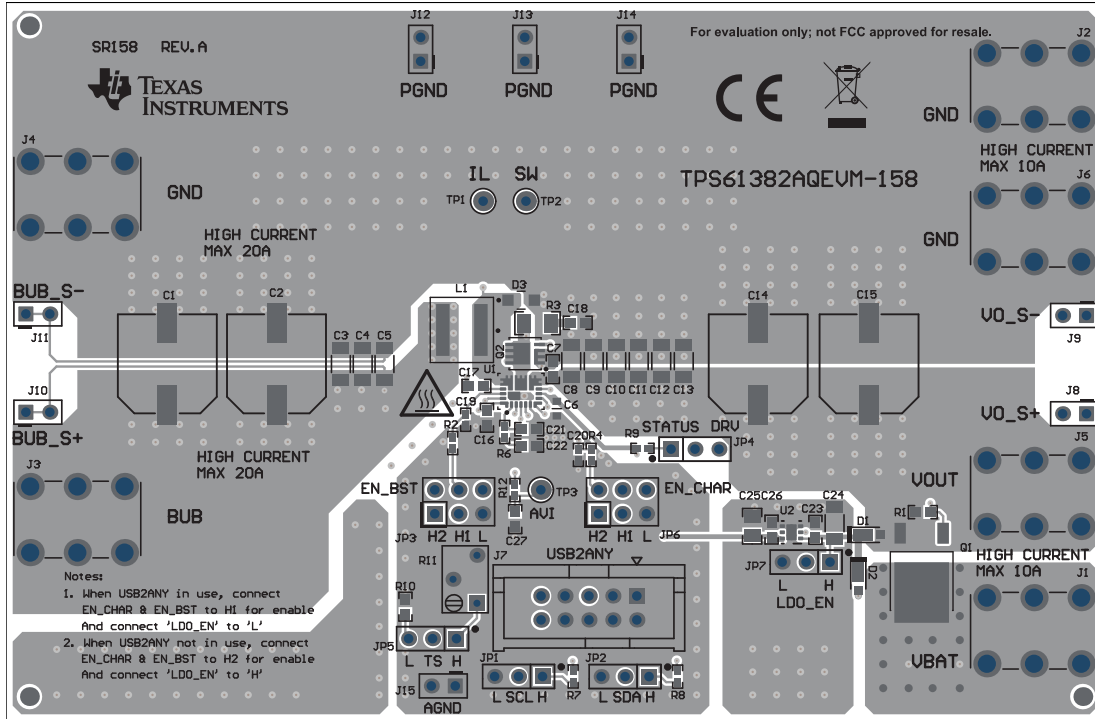 J12
J13
J14
For evaluation only; not FCC approved for resale.
J2
SR158 REV.A
TEXAS
INSTRUMENTS
PGND
PGND
PGND
CE
GND
HIGH CURRENT
MAX 10A
J4
GND
IL
SW
TP1
TP2
TPS61382AQEVM-158
J6
GND
HIGH CURRENT
MAX 20A
BUB_S-
J11
C1
C2
C3
C4
C5
L1
D3
R3
C18
Q2
C7
C14
C15
VO_S-
J9
C17
U1
C8
C9
C10
C11
C12
C13
J10
BUB_S+
C19
C6
J8
VO_S+
R2
C16
R6
C21
C22
C20
R4
R9
STATUS DRV
JP4
J3
HIGH CURRENT
MAX 20A
BUB
J5
VOUT
EN_BST
R12
TP3
AVI
EN_CHAR
H2 H1 L
JP3
C27
H2 H1 L
JP6
C25
C26
U2
C23
C24
D1
R1
Q1
HIGH CURRENT
MAX 10A
J7
R11
USB2ANY
JP7
L
H
LDO_EN
D2
J1
Notes:
1. When USB2ANY in use, connect
EN_CHAR & EN_BST to H1 for enable
And connect 'LDO_EN' to 'L'
2. When USB2ANY not in use, connect
EN_CHAR & EN_BST to H2 for enable
And connect 'LDO_EN' to 'H'
R10
JP5
L TS H
VBAT
JP1
L SCL H
R7
JP2
L SDA H
R8
J15
AGND